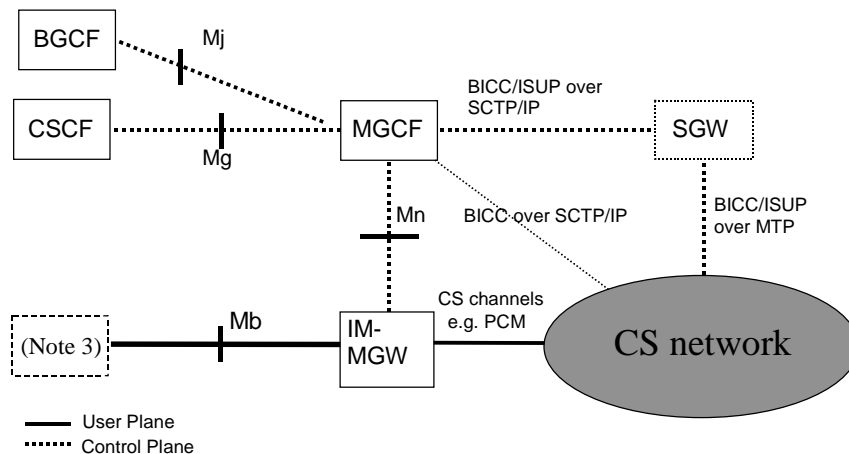 BGCF
Mj
BICC/ISUP over
SCTP/IP
CSCF
MGCF
SGW
Mg
Mn
BICC over SCTP/IP
BICC/ISUP
over MTP
CS channels
e.g. PCM
(Note 3)
Mb
IM-
MGW
CS network
User Plane
Control Plane